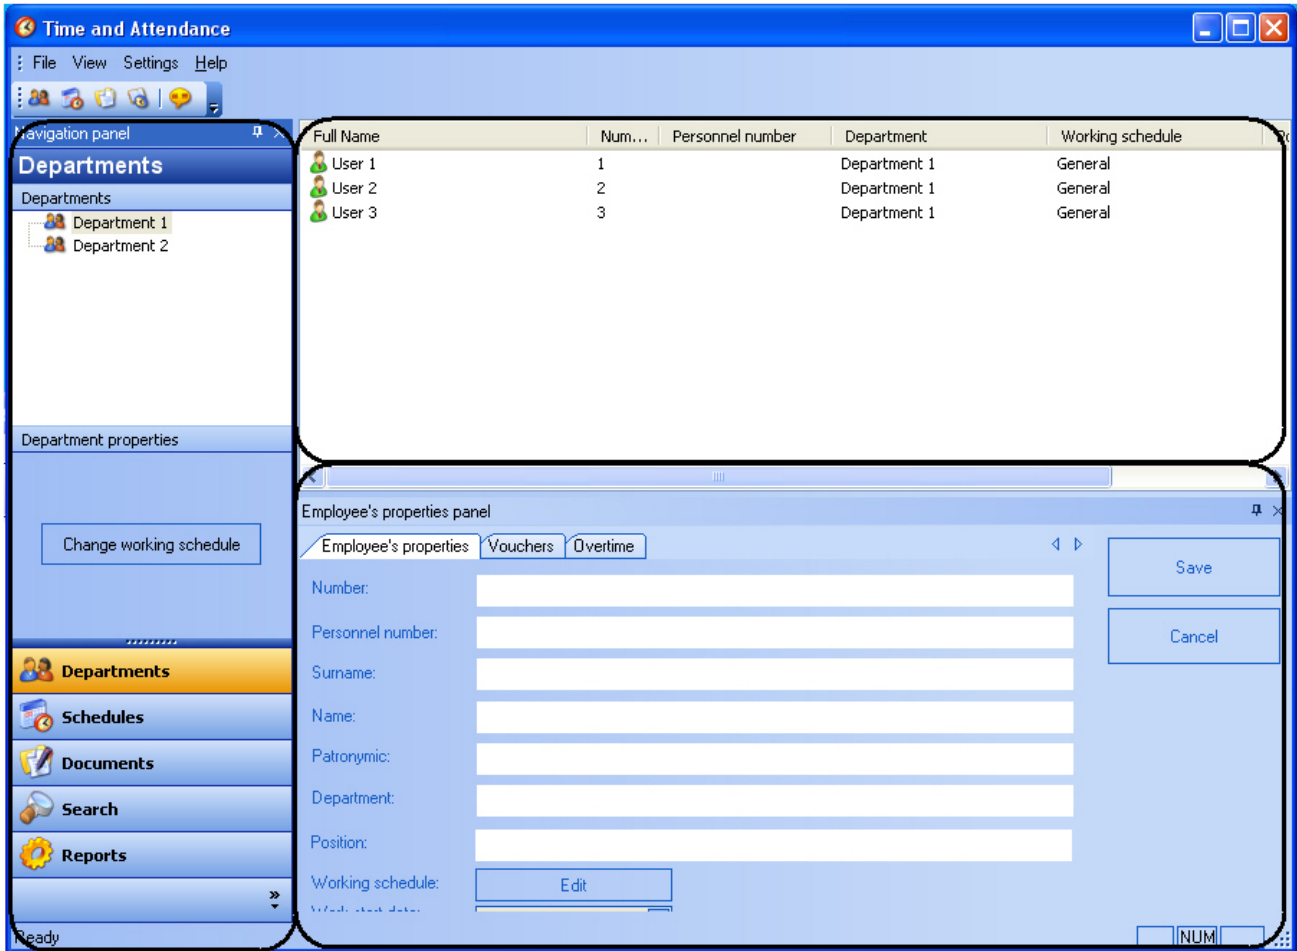 Time and Attendance
File View Settings Help
Navigation panel
Departments
Departments
Department 1
Department 2
Department properties
Change working schedule
Departments
Schedules
Documents
Search
Reports
Ready
Full Name Num... Personnel number Department Working schedule
User 1 1 Department 1 General
User 2 2 Department 1 General
User 3 3 Department 1 General
Employee's properties panel
Employee's properties Vouchers Overtime
Save
Cancel
Number:
Personnel number:
Surname:
Name:
Patronymic:
Department:
Position:
Working schedule: Edit
Work start date:
NUM